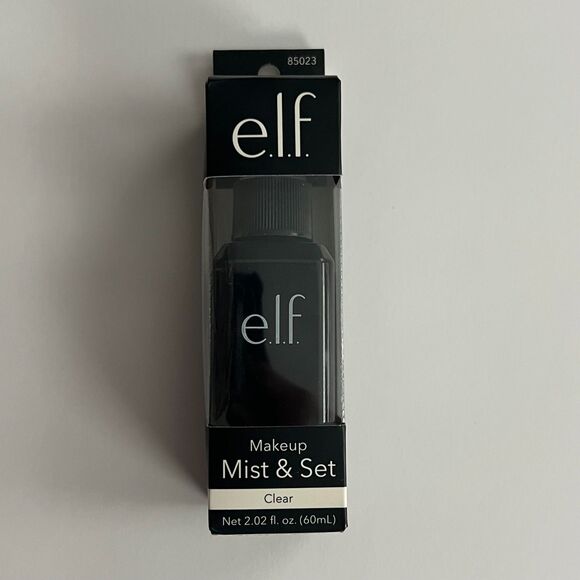 85023
e.l.f.
e.l.f.
Makeup
Mist & Set
Clear
Net 2.02 fl. oz. (60mL)